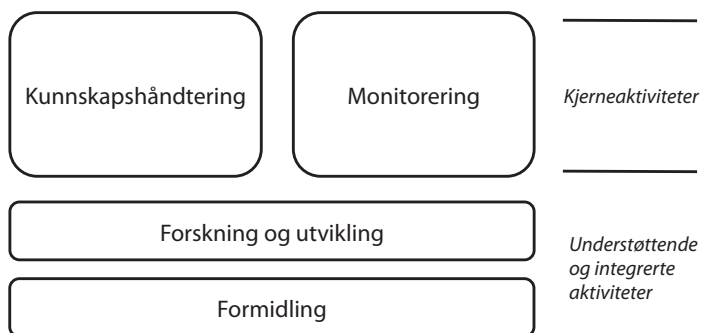 Kunnskapshåndtering
Monitorering
Kjerneaktiviteter
Forskning og utvikling
Formidling
Understøttende
og integrerte
aktiviteter